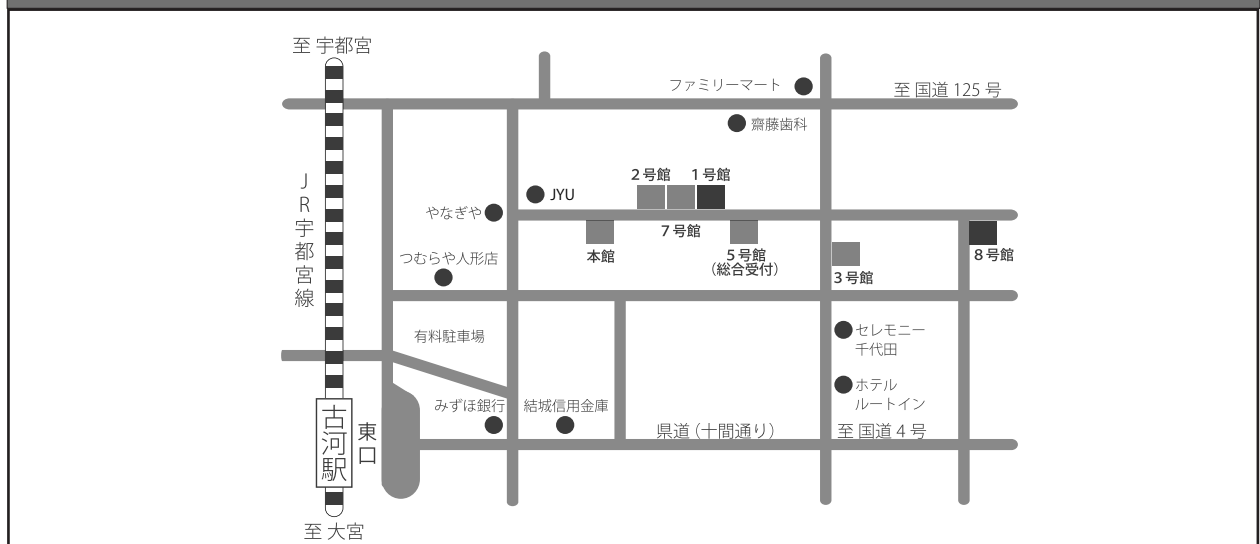 至 宇都宮
ファミリーマート
至 国道 125 号
齋藤歯科
JR宇都宮線
2 号館
1 号館
JYU
やなぎや
7 号館
本館
5 号館
(総合受付)
つむらや人形店
3 号館
8 号館
有料駐車場
セレモニー
千代田
ホテル
ルートイン
みずほ銀行
結城信用金庫
古河駅
東口
県道 (十間通り)
至 国道 4 号
至 大宮